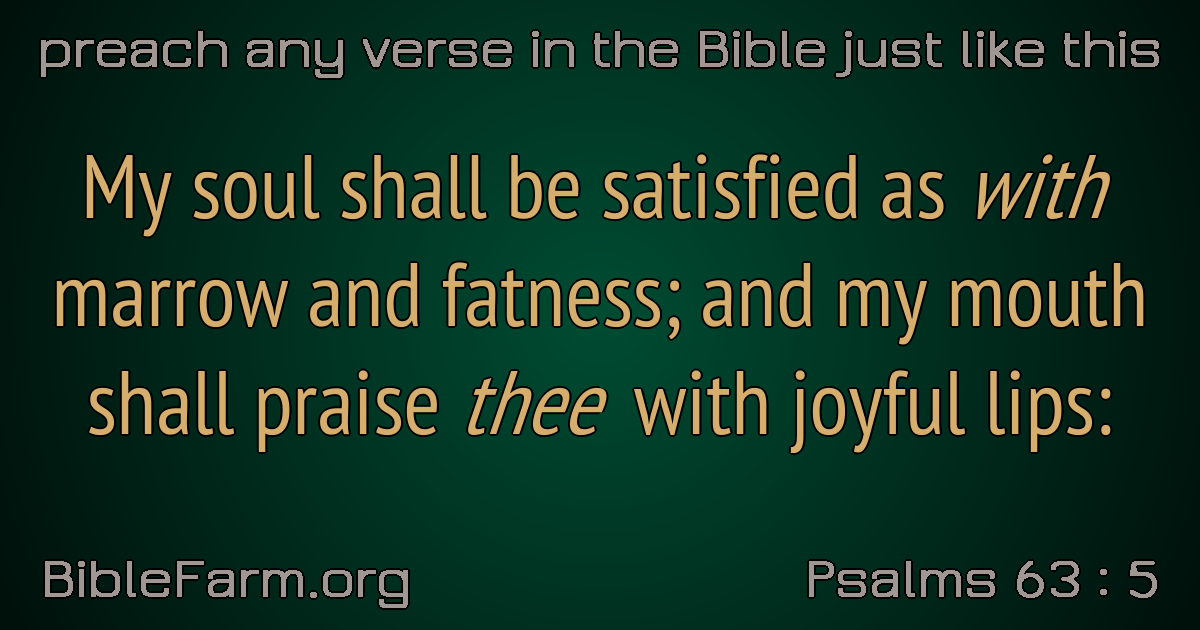 preach any verse in the Bible just like this
My soul shall be satisfied as with
marrow and fatness; and my mouth
shall praise thee with joyful lips:
BibleFarm.org
Psalms 63 : 5